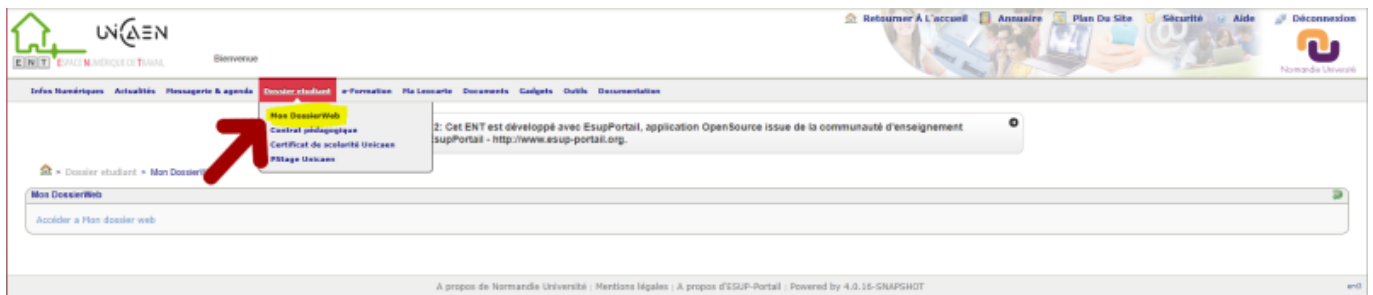 Retourner À L'accueil Annuaire Plan Du Site Sécurité Aide Déconnexion
UNICAEN
ENT ESPACE NUMÉRIQUE DE TRAVAIL
Bienvenue
Normandie Université
Infos Numériques Actualités Messagerie & agenda Dossier etudiant e-Formation Ma Leocarte Documents Gadgets Outils Documentation
Mon DossierWeb
Contrat pédagogique
Certificat de scolarité Unicaen
PStage Unicaen
2: Cet ENT est développé avec EsupPortail, application OpenSource issue de la communauté d'enseignement
supPortail - http://www.esup-portail.org.
» Dossier etudiant » Mon Dossier
Mon DossierWeb
Accéder a Mon dossier web
A propos de Normandie Université | Mentions légales | A propos d'ESUP-Portail | Powered by 4.0.16-SNAPSHOT